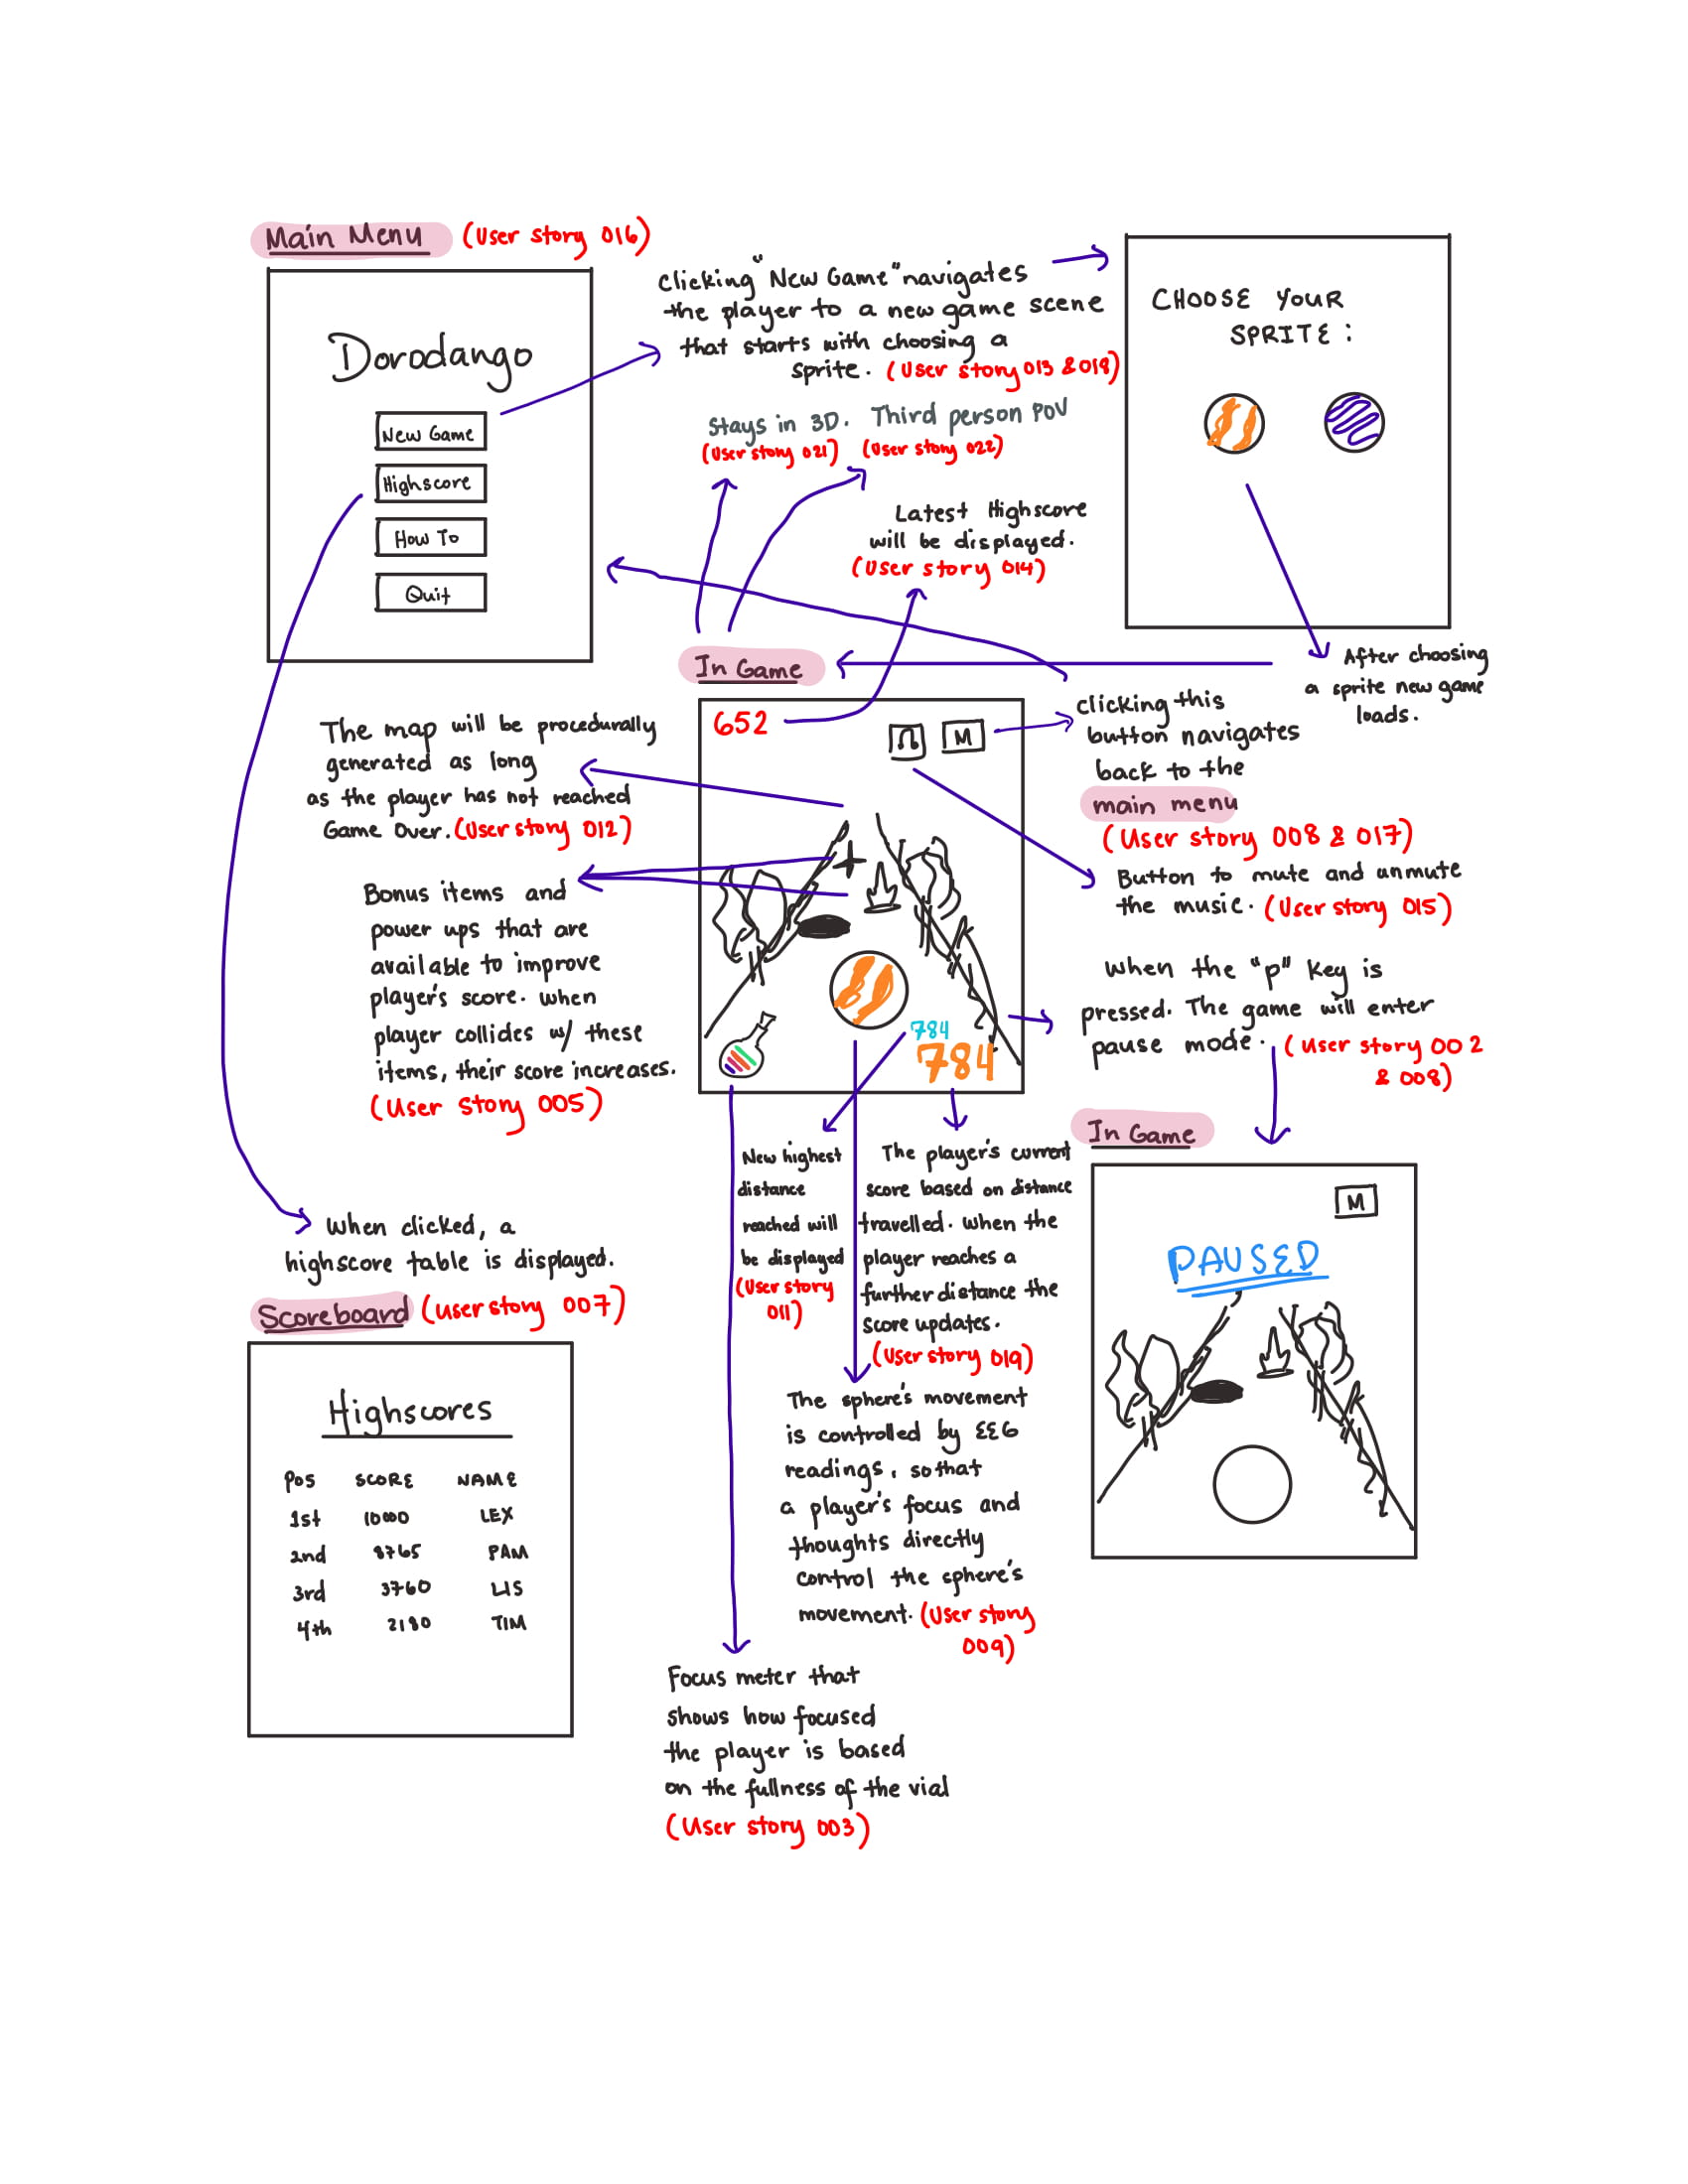 Main Menu (User story 016)
Dorodango
New Game
Highscore
How To
Quit
Clicking "New Game" navigates
the player to a new game scene
that starts with choosing a
sprite. (User story 013 & 018)
CHOOSE YOUR
SPRITE:
Stays in 3D. Third person POV
(User story 021) (User story 022)
Latest Highscore
will be displayed.
(User story 014)
After choosing
a sprite new game
loads.
In Game
652
M
Clicking this
button navigates
back to the
main menu
(User story 008 & 017)
Button to mute and unmute
the music. (User story 015)
The map will be procedurally
generated as long
as the player has not reached
Game Over. (User story 012)
Bonus items and
power ups that are
available to improve
player's score. When
player collides w/ these
items, their score increases.
(User story 005)
784
784
When the "p" key is
pressed. The game will enter
pause mode. (User story 002
& 008)
In Game
M
PAUSED
New highest
distance
reached will
be displayed
(User story
011)
The player's current
score based on distance
travelled. When the
player reaches a
further distance the
score updates.
(User story 019)
The sphere's movement
is controlled by EEG
readings, so that
a player's focus and
thoughts directly
control the sphere's
movement. (User story
009)
Focus meter that
shows how focused
the player is based
on the fullness of the vial
(User story 003)
When clicked, a
highscore table is displayed.
Scoreboard (User story 007)
Highscores
POS SCORE NAME
1st 10000 LEX
2nd 8765 PAM
3rd 3760 LIS
4th 2180 TIM